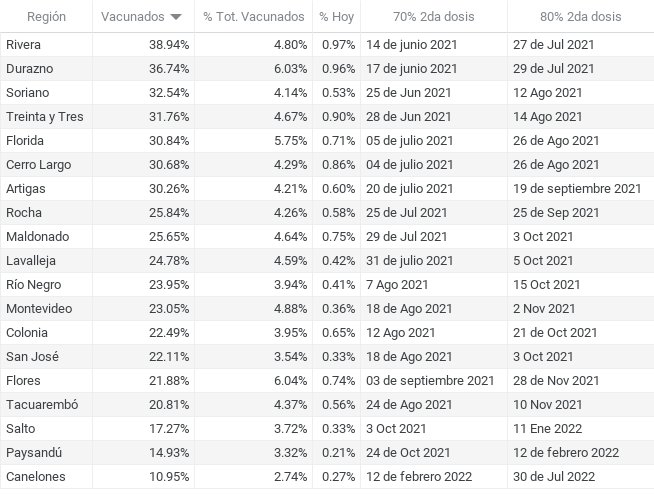 Región Vacunados % Tot. Vacunados % Hoy 70% 2da dosis 80% 2da dosis
Rivera 38.94% 4.80% 0.97% 14 de junio 2021 27 de Jul 2021
Durazno 36.74% 6.03% 0.96% 17 de junio 2021 29 de Jul 2021
Soriano 32.54% 4.14% 0.53% 25 de Jun 2021 12 Ago 2021
Treinta y Tres 31.76% 4.67% 0.90% 28 de Jun 2021 14 Ago 2021
Florida 30.84% 5.75% 0.71% 05 de julio 2021 26 de Ago 2021
Cerro Largo 30.68% 4.29% 0.86% 04 de julio 2021 26 de Ago 2021
Artigas 30.26% 4.21% 0.60% 20 de julio 2021 19 de septiembre 2021
Rocha 25.84% 4.26% 0.58% 25 de Jul 2021 25 de Sep 2021
Maldonado 25.65% 4.64% 0.75% 29 de Jul 2021 3 Oct 2021
Lavalleja 24.78% 4.59% 0.42% 31 de julio 2021 5 Oct 2021
Río Negro 23.95% 3.94% 0.41% 7 Ago 2021 15 Oct 2021
Montevideo 23.05% 4.88% 0.36% 18 de Ago 2021 2 Nov 2021
Colonia 22.49% 3.95% 0.65% 12 Ago 2021 21 de Oct 2021
San José 22.11% 3.54% 0.33% 18 de Ago 2021 3 Oct 2021
Flores 21.88% 6.04% 0.74% 03 de septiembre 2021 28 de Nov 2021
Tacuarembó 20.81% 4.37% 0.56% 24 de Ago 2021 10 Nov 2021
Salto 17.27% 3.72% 0.33% 3 Oct 2021 11 Ene 2022
Paysandú 14.93% 3.32% 0.21% 24 de Oct 2021 12 de febrero 2022
Canelones 10.95% 2.74% 0.27% 12 de febrero 2022 30 de Jul 2022